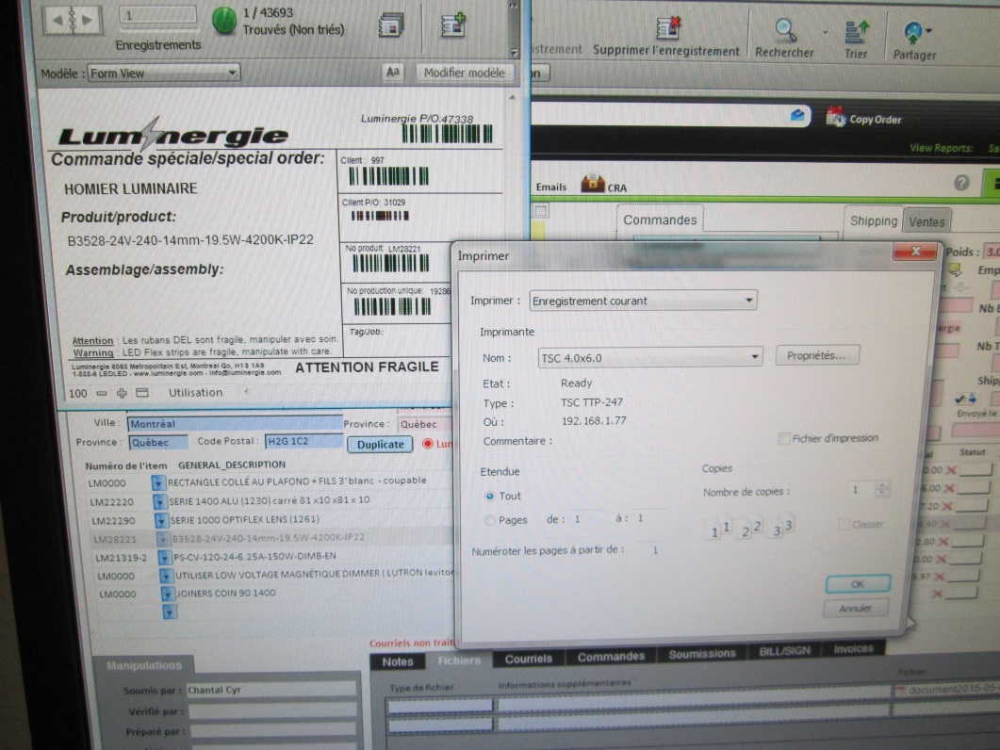 1
1 / 43693
Trouvés (Non triés)
Enregistrements
Supprimer l'enregistrement
Rechercher
Trier
Partager
Modèle : Form View
Aa
Modifier modèle
Copy Order
View Reports:
Luminergie
Luminergie P/O:47338
Commande spéciale/special order:
HOMIER LUMINAIRE
Produit/product:
B3528-24V-240-14mm-19.5W-4200K-IP22
Assemblage/assembly:
Client : 997
Client P/O: 31029
No produit: LM28221
No production unique: 19286
Tag/Job:
Attention : Les rubans DEL sont fragile, manipuler avec soin.
Warning : LED Flex strips are fragile, manipulate with care.
Luminergie 6083 Metropolitain Est, Montreal Qc, H1S 1A9
1-888-6 LEDLED - www.luminergie.com - info@luminergie.com
ATTENTION FRAGILE
100
Utilisation
Emails
CRA
Commandes
Shipping
Ventes
Poids : 3.0
Nb T
Envoyé le
Statut
Imprimer
Imprimer : Enregistrement courant
Imprimante
Nom : TSC 4.0x6.0
Propriétés...
Etat : Ready
Type : TSC TTP-247
Où : 192.168.1.77
Commentaire :
Fichier d'impression
Etendue
Tout
Pages de : 1 à : 1
Numéroter les pages à partir de : 1
Copies
Nombre de copies : 1
1 1 2 2 3 3
Classer
OK
Annuler
Ville : Montréal
Province : Québec
Province : Québec
Code Postal : H2G 1C2
Duplicate
Lun
Numéro de l'item GENERAL_DESCRIPTION
LM0000 RECTANGLE COLLÉ AU PLAFOND + FILS 3' blanc - coupable
LM22220 SERIE 1400 ALU (1230) carré 81 x10 x81 x 10
LM22290 SERIE 1000 OPTIFLEX LENS (1261)
LM28221 B3528-24V-240-14mm-19.5W-4200K-IP22
LM21319-2 PS-CV-120-24-6.25A-150W-DIMB-EN
LM0000 UTILISER LOW VOLTAGE MAGNÉTIQUE DIMMER ( LUTRON leviton
LM0000 JOINERS COIN 90 1400
Courriels non trait
Notes
Fichiers
Courriels
Commandes
Soumissions
BILL/SIGN
Invoices
Manipulations
Soumis par : Chantal Cyr
Vérifié par :
Préparé par :
Type de fichier
Informations supplémentaires
Fichier
document2015-05-